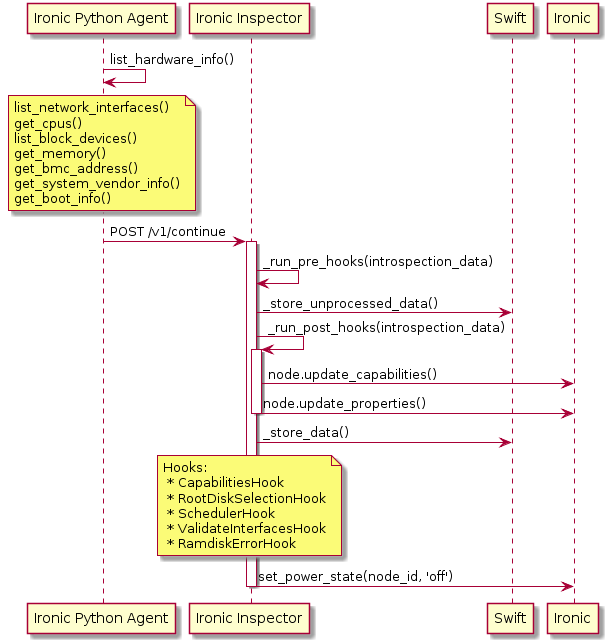 Ironic Python Agent
Ironic Inspector
Swift
Ironic
list_hardware_info()
list_network_interfaces()
get_cpus()
list_block_devices()
get_memory()
get_bmc_address()
get_system_vendor_info()
get_boot_info()
POST /v1/continue
_run_pre_hooks(introspection_data)
_store_unprocessed_data()
_run_post_hooks(introspection_data)
node.update_capabilities()
node.update_properties()
_store_data()
Hooks:
* CapabilitiesHook
* RootDiskSelectionHook
* SchedulerHook
* ValidateInterfacesHook
* RamdiskErrorHook
set_power_state(node_id, 'off')
Ironic Python Agent
Ironic Inspector
Swift
Ironic